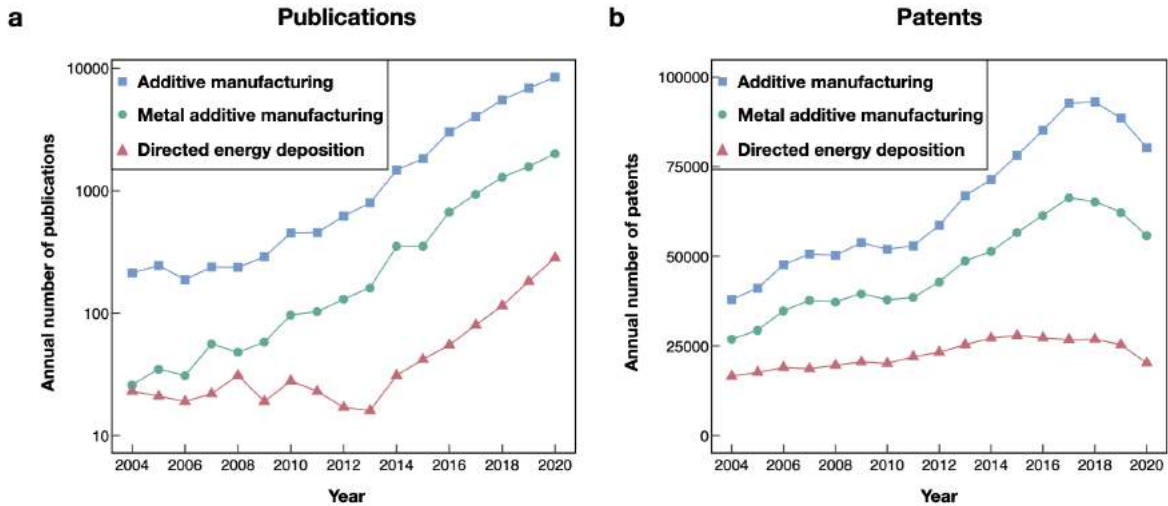 a
Publications
Annual number of publications
10000
1000
100
10
Additive manufacturing
Metal additive manufacturing
Directed energy deposition
2004 2006 2008 2010 2012 2014 2016 2018 2020
Year
b
Patents
Annual number of patents
100000
75000
50000
25000
0
Additive manufacturing
Metal additive manufacturing
Directed energy deposition
2004 2006 2008 2010 2012 2014 2016 2018 2020
Year